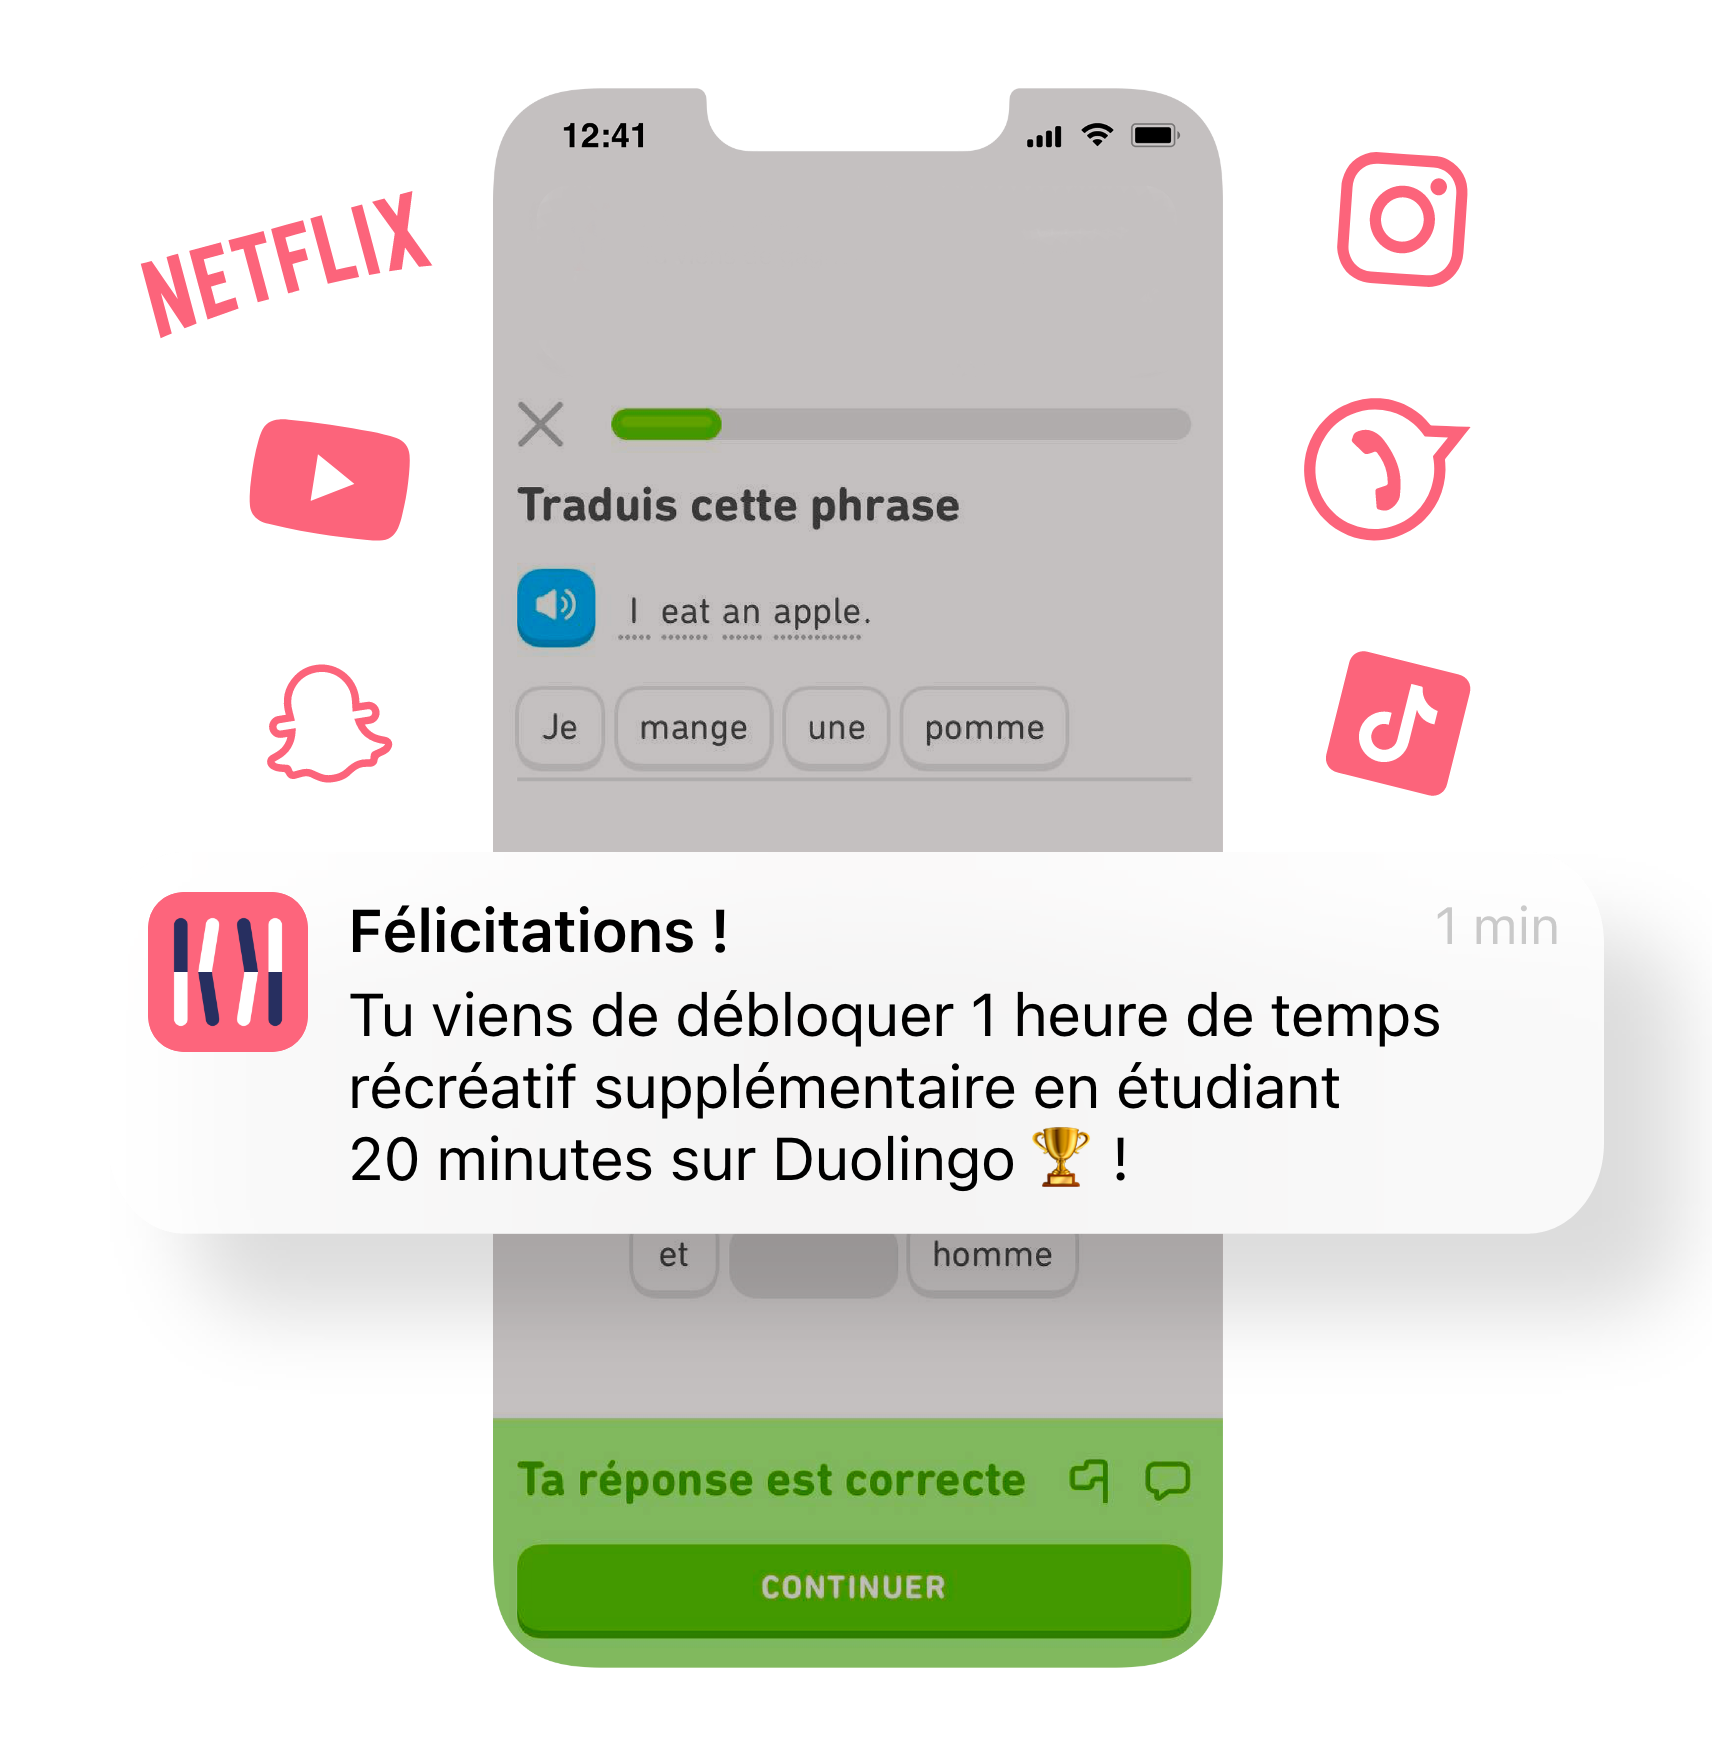 12:41
NETFLIX
Traduis cette phrase
I eat an apple.
Je mange une pomme
Félicitations !
1 min
Tu viens de débloquer 1 heure de temps
récréatif supplémentaire en étudiant
20 minutes sur Duolingo 🏆 !
et homme
Ta réponse est correcte
CONTINUER